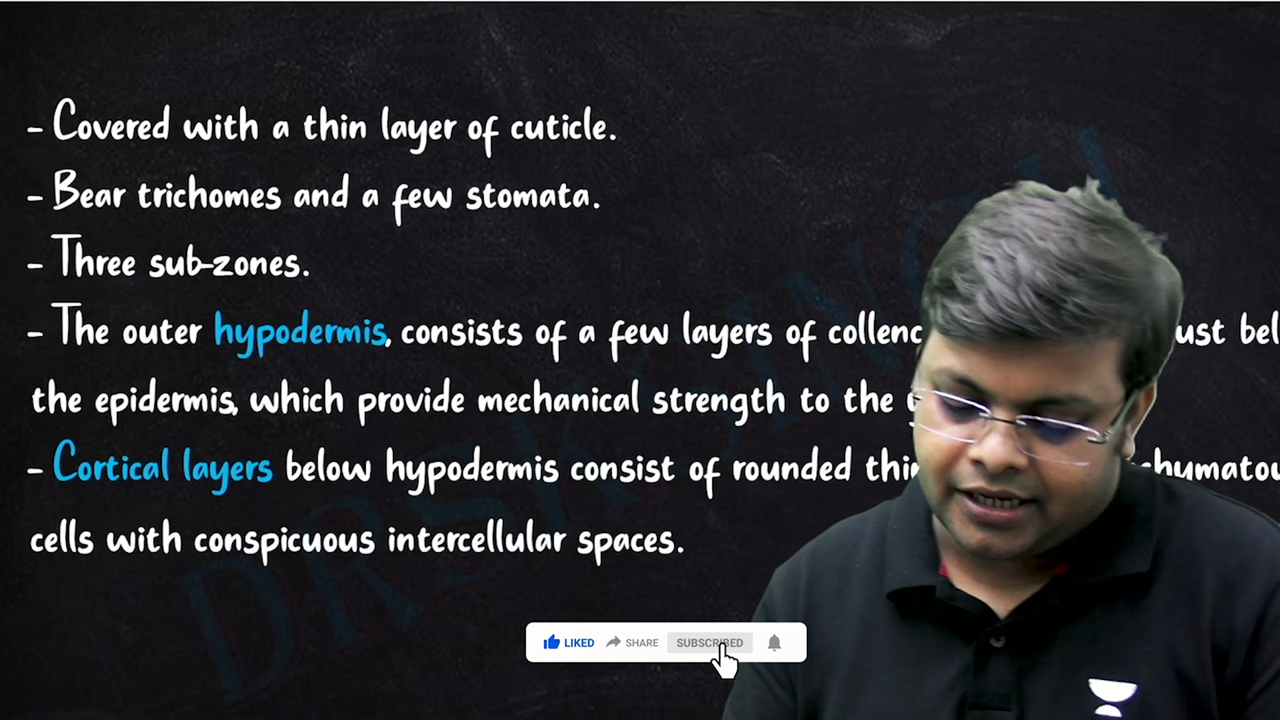 - Covered with a thin layer of cuticle.
- Bear trichomes and a few stomata.
- Three sub-zones.
- The outer hypodermis, consists of a few layers of
the epidermis, which provide mechanical strength to the
- Cortical layers below hypodermis consist of rounded
cells with conspicuous intercellular spaces.
LIKED SHARE SUBSCRIBED